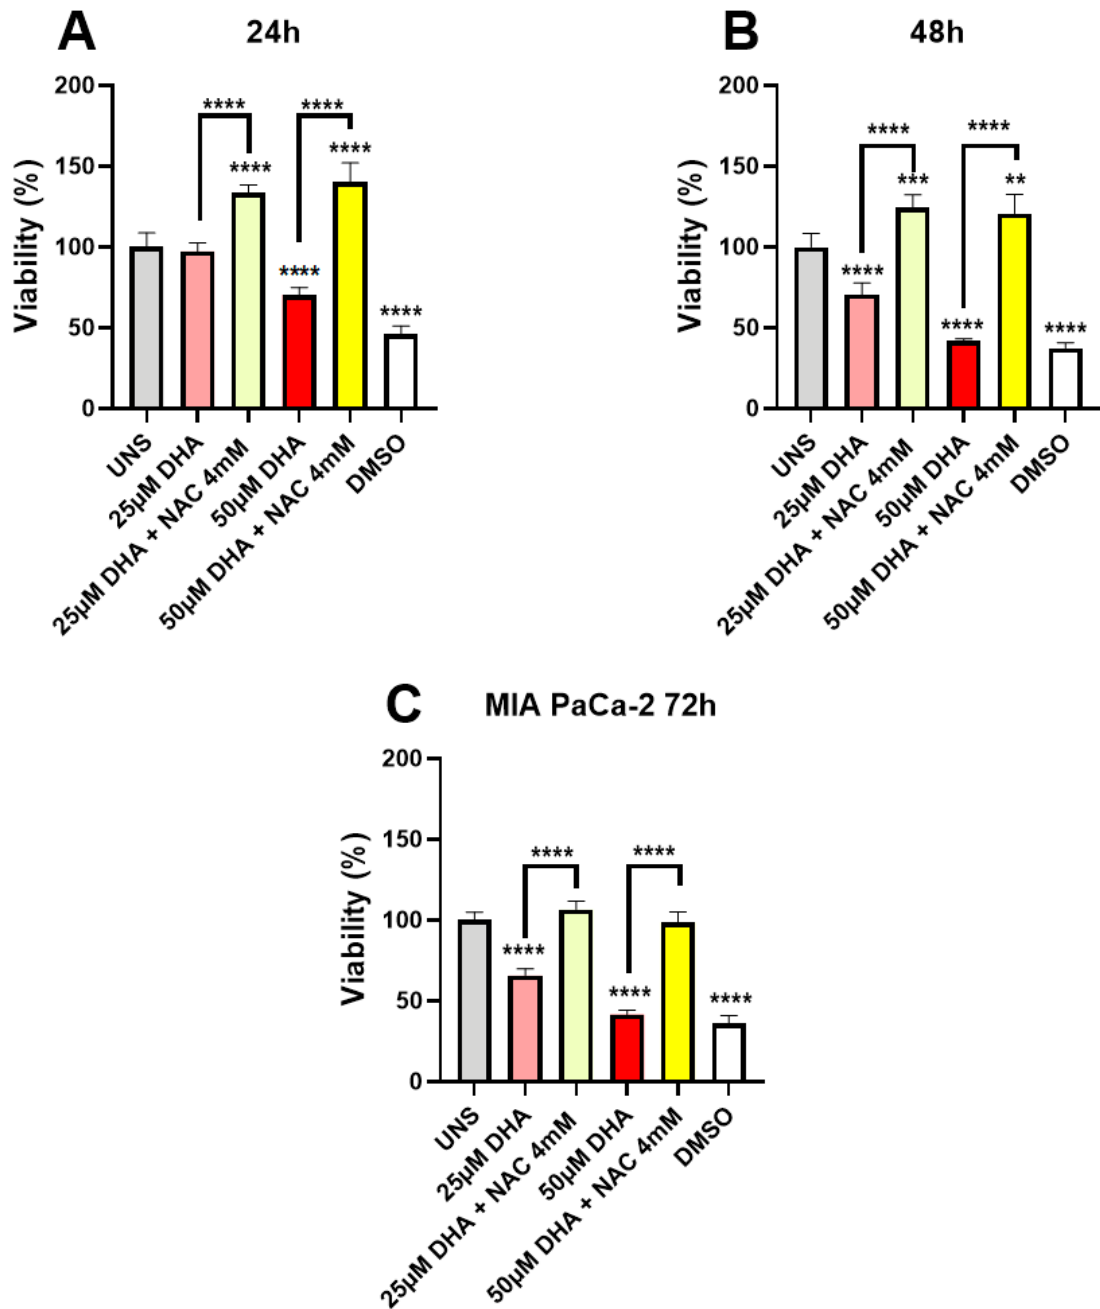 A
24h
Viability (%)
200
150
100
50
0
****
****
****
****
****
****
UNS
25µM DHA
25µM DHA + NAC 4mM
50µM DHA
50µM DHA + NAC 4mM
DMSO
B
48h
Viability (%)
200
150
100
50
0
****
****
****
***
****
**
****
UNS
25µM DHA
25µM DHA + NAC 4mM
50µM DHA
50µM DHA + NAC 4mM
DMSO
C
MIA PaCa-2 72h
Viability (%)
200
150
100
50
0
****
****
****
****
****
UNS
25µM DHA
25µM DHA + NAC 4mM
50µM DHA
50µM DHA + NAC 4mM
DMSO